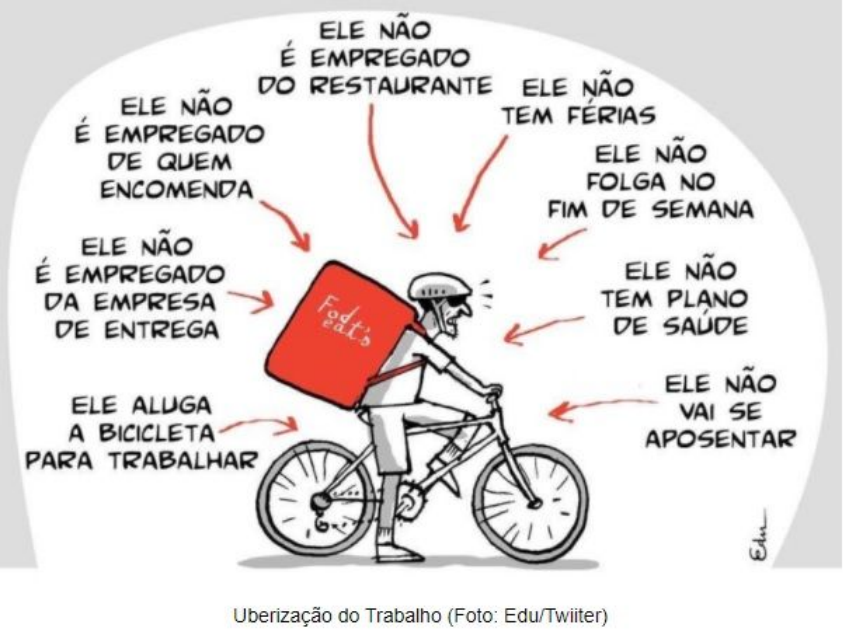 ELE NÃO
É EMPREGADO
DO RESTAURANTE
ELE NÃO
TEM FÉRIAS
ELE NÃO
É EMPREGADO
DE QUEM
ENCOMENDA
ELE NÃO
FOLGA NO
FIM DE SEMANA
ELE NÃO
É EMPREGADO
DA EMPRESA
DE ENTREGA
ELE NÃO
TEM PLANO
DE SAÚDE
Fod
eat's
ELE ALUGA
A BICICLETA
PARA TRABALHAR
ELE NÃO
VAI SE
APOSENTAR
Edu
Uberização do Trabalho (Foto: Edu/Twiiter)